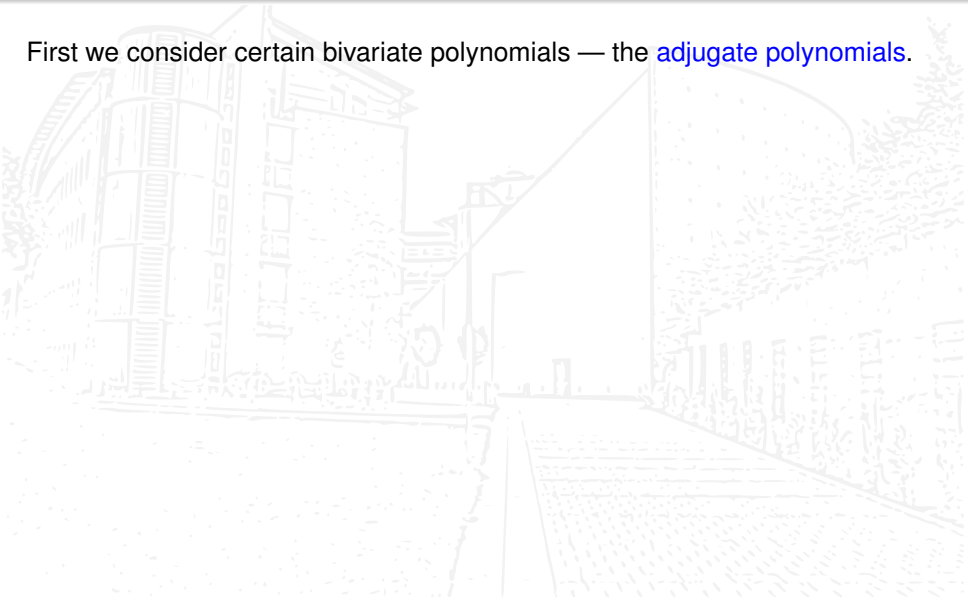 First we consider certain bivariate polynomials — the adjugate polynomials.